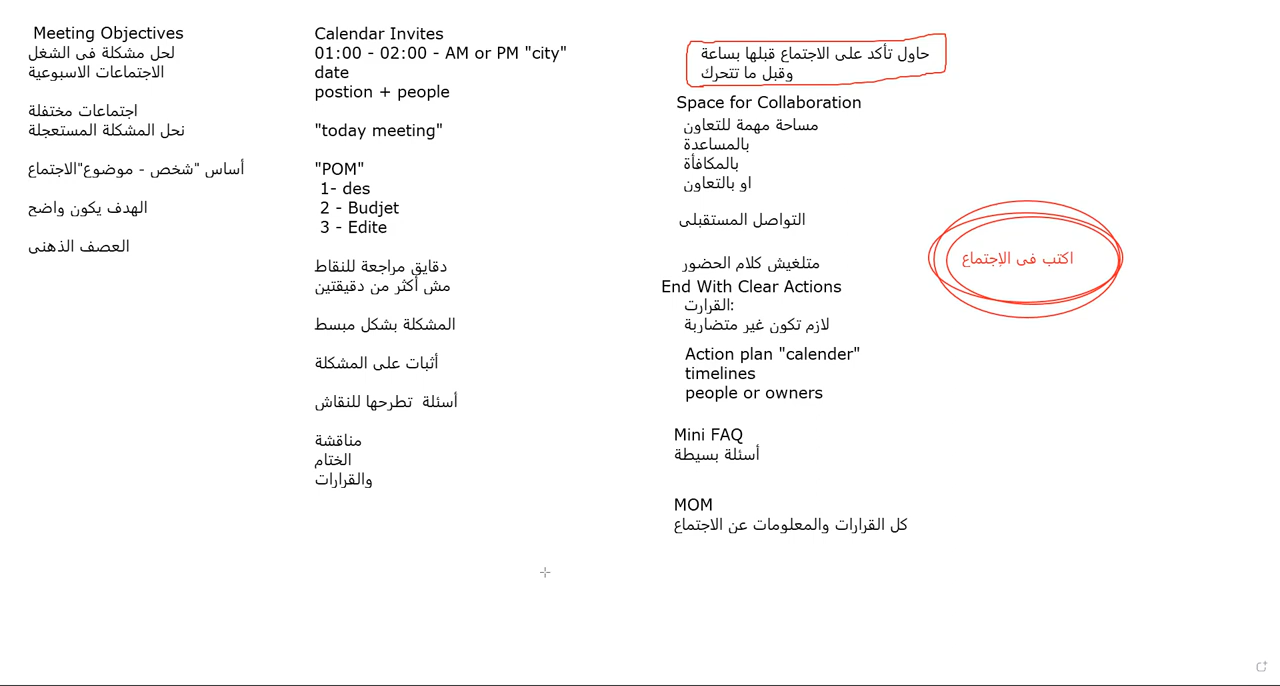 Meeting Objectives
لحل مشكلة فى الشغل
الاجتماعات الاسبوعية
اجتماعات مختفلة
نحل المشكلة المستعجلة
أساس "شخص - موضوع"الاجتماع
الهدف يكون واضح
العصف الذهنى
Calendar Invites
01:00 - 02:00 - AM or PM "city"
date
postion + people
"today meeting"
"POM"
1- des
2 - Budjet
3 - Edite
دقايق مراجعة للنقاط
مش أكثر من دقيقتين
المشكلة بشكل مبسط
أثبات على المشكلة
أسئلة تطرحها للنقاش
مناقشة
الختام
والقرارات
حاول تأكد على الاجتماع قبلها بساعة
وقبل ما تتحرك
Space for Collaboration
مساحة مهمة للتعاون
بالمساعدة
بالمكافأة
او بالتعاون
التواصل المستقبلى
متلغيش كلام الحضور
End With Clear Actions
القرارت:
لازم تكون غير متضاربة
Action plan "calender"
timelines
people or owners
Mini FAQ
أسئلة بسيطة
MOM
كل القرارات والمعلومات عن الاجتماع
اكتب فى الإجتماع